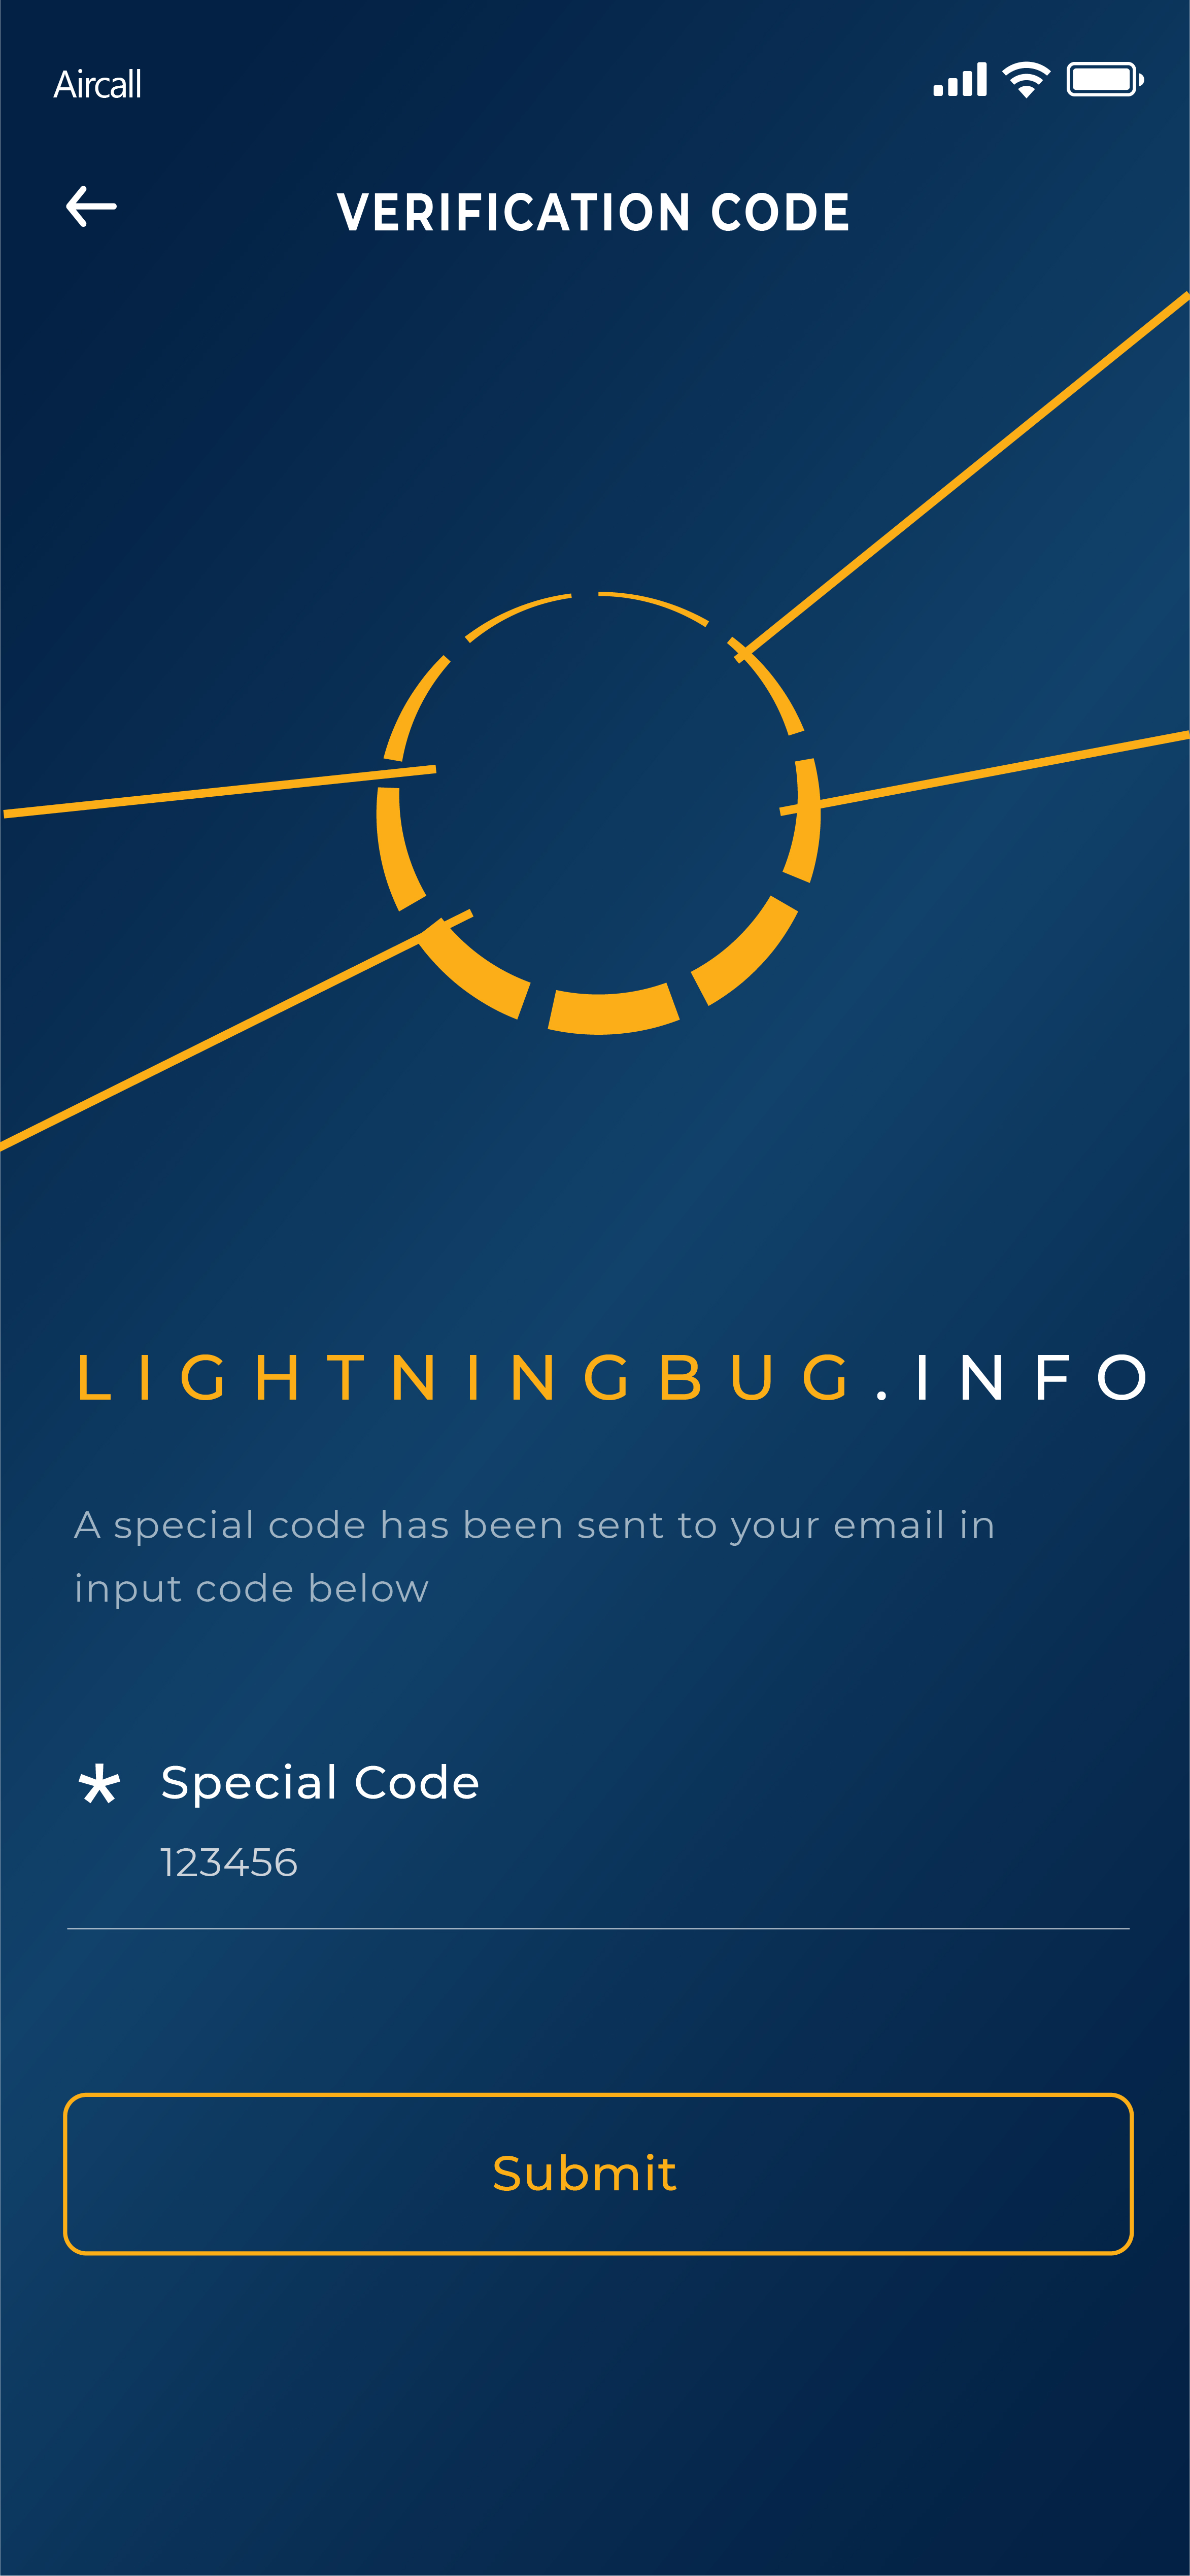 Aircall
VERIFICATION CODE
LIGHTNINGBUG.INFO
A special code has been sent to your email in
input code below
* Special Code
123456
Submit